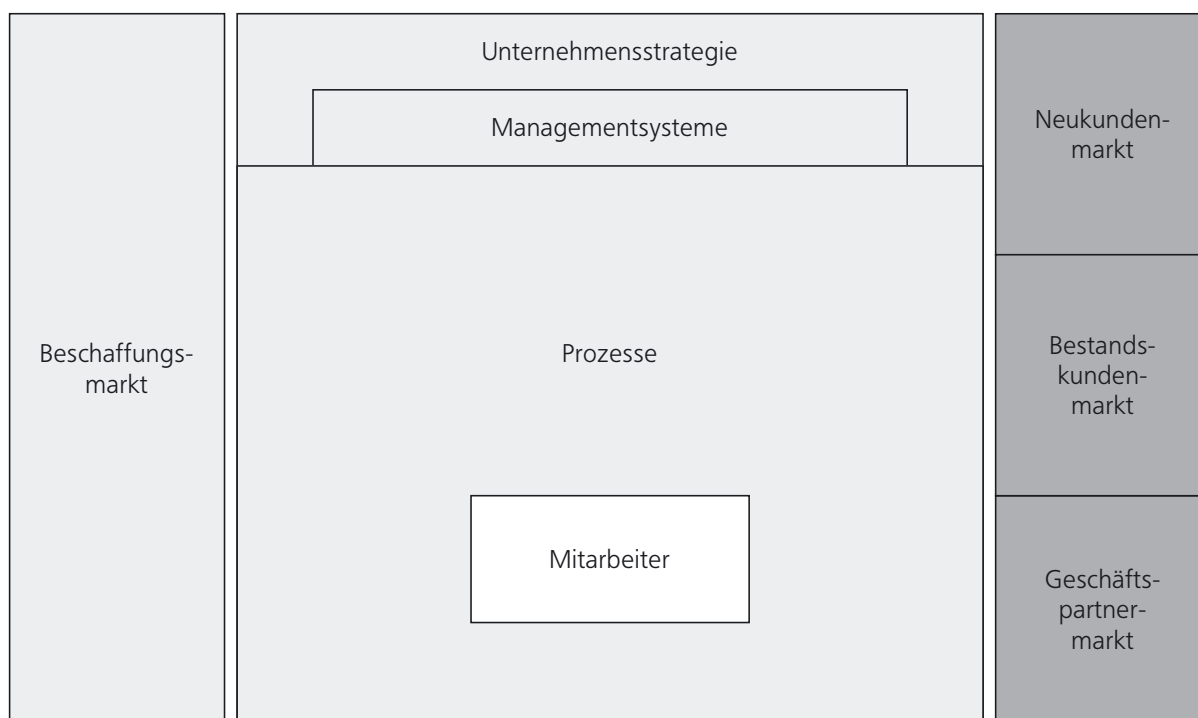 Unternehmensstrategie
Managementsysteme
Neukunden-
markt
Beschaffungs-
markt
Prozesse
Bestands-
kunden-
markt
Mitarbeiter
Geschäfts-
partner-
markt